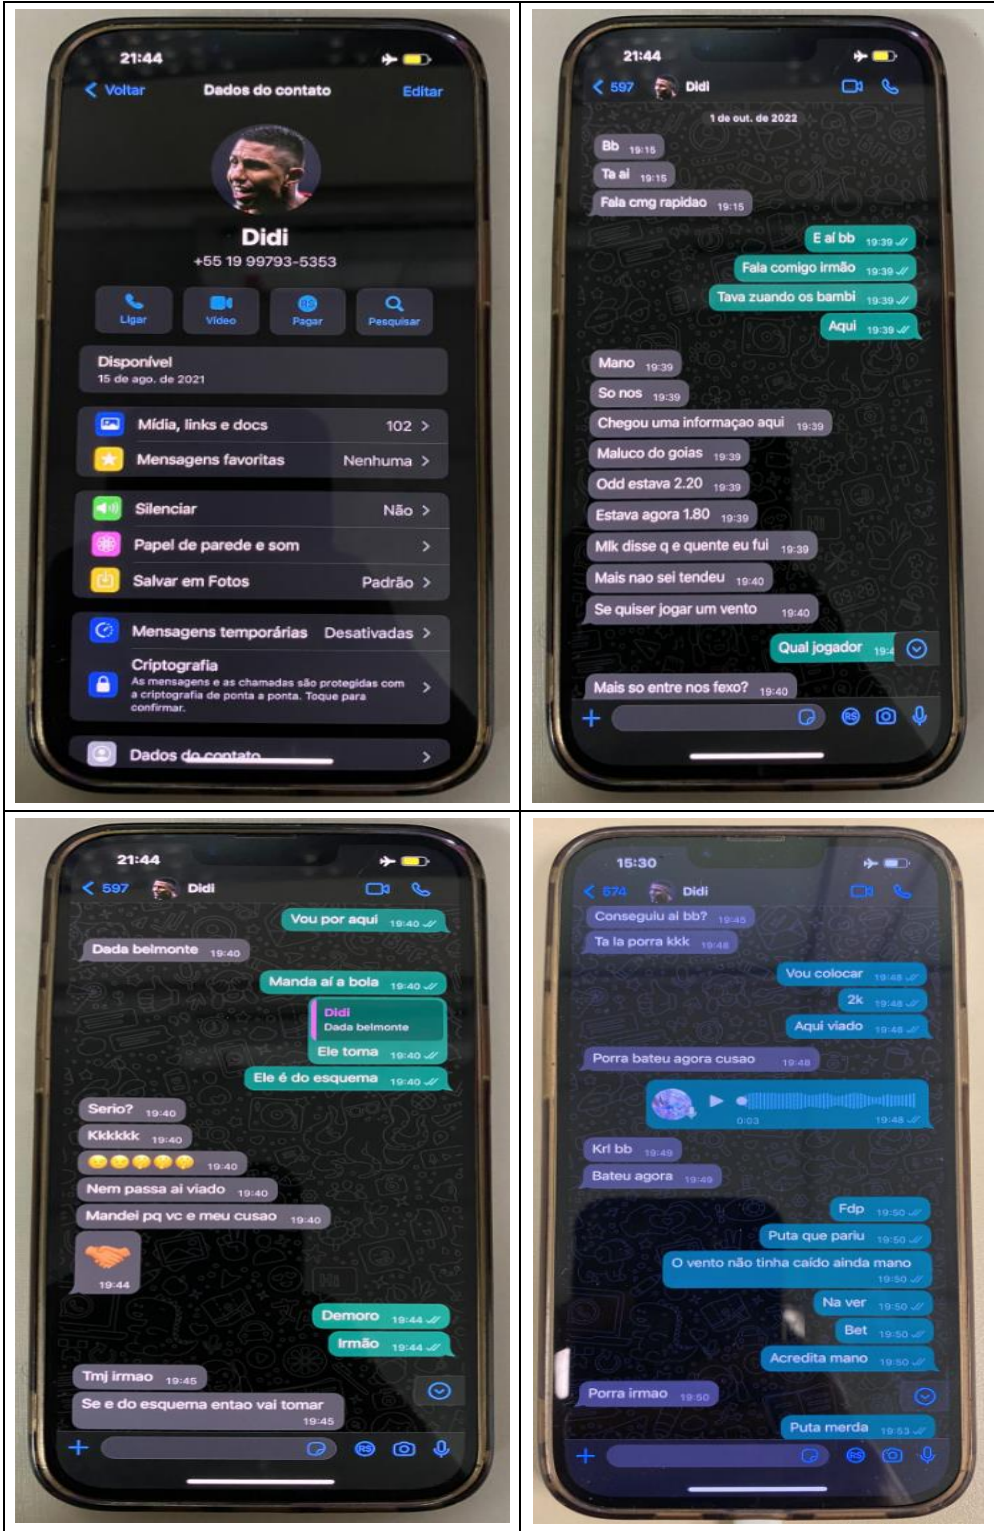 21:44
Voltar
Dados do contato
Editar
Didi
+55 19 99793-5353
Ligar
Vídeo
Pagar
Pesquisar
Disponível
15 de ago. de 2021
Mídia, links e docs 102
Mensagens favoritas Nenhuma
Silenciar Não
Papel de parede e som
Salvar em Fotos Padrão
Mensagens temporárias Desativadas
Criptografia
As mensagens e as chamadas são protegidas com
a criptografia de ponta a ponta. Toque para
confirmar.
Dados do contato
21:44
597 Didi
1 de out. de 2022
Bb 19:15
Ta ai 19:15
Fala cmg rapidao 19:15
E aí bb 19:39
Fala comigo irmão 19:39
Tava zuando os bambi 19:39
Aqui 19:39
Mano 19:39
So nos 19:39
Chegou uma informaçao aqui 19:39
Maluco do goias 19:39
Odd estava 2.20 19:39
Estava agora 1.80 19:39
Mlk disse q e quente eu fui 19:39
Mais nao sei tendeu 19:40
Se quiser jogar um vento 19:40
Qual jogador 19:4
Mais so entre nos fexo? 19:40
R$
21:44
597 Didi
Vou por aqui 19:40
Dada belmonte 19:40
Manda aí a bola 19:40
Didi
Dada belmonte
Ele toma 19:40
Ele é do esquema 19:40
Serio? 19:40
Kkkkkk 19:40
19:40
Nem passa ai viado 19:40
Mandei pq vc e meu cusao 19:40
19:44
Demoro 19:44
Irmão 19:44
Tmj irmao 19:45
Se e do esquema entao vai tomar
19:45
R$
15:30
574 Didi
Conseguiu ai bb? 19:45
Ta la porra kkk 19:48
Vou colocar 19:48
2k 19:48
Aqui viado 19:48
Porra bateu agora cusao 19:48
0:03 19:48
Krl bb 19:49
Bateu agora 19:49
Fdp 19:50
Puta que pariu 19:50
O vento não tinha caído ainda mano
19:50
Na ver 19:50
Bet 19:50
Acredita mano 19:50
Porra irmao 19:50
Puta merda 19:53
R$